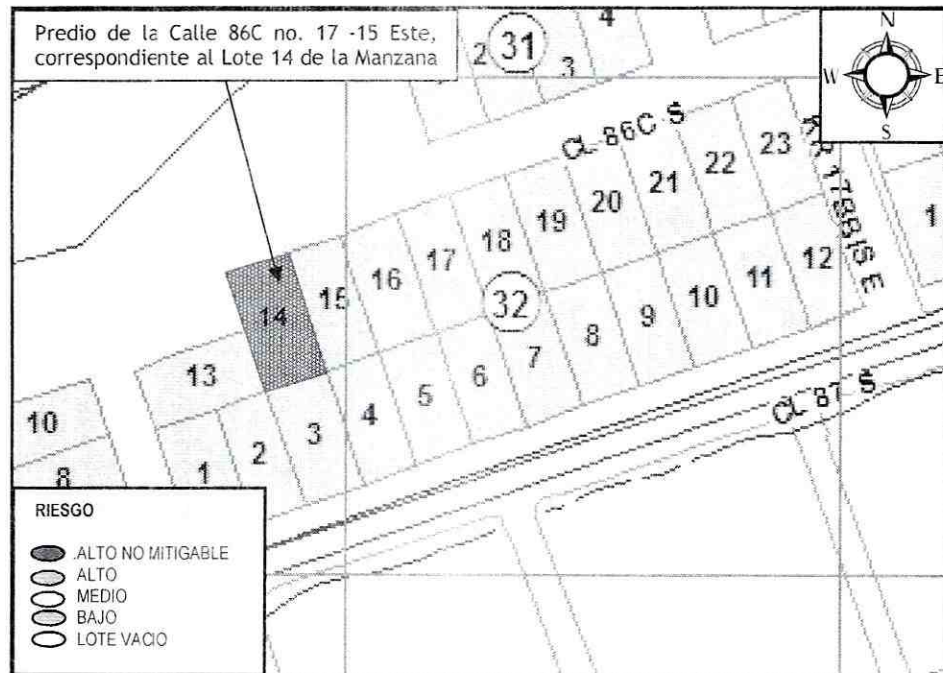 Predio de la Calle 86C no. 17 -15 Este,
correspondiente al Lote 14 de la Manzana
N
W E
S
31
2
3
4
CL 86C S
23
22
21
20
19
18
17
16
15
14
13
32
12
11
10
9
8
7
6
5
4
3
2
1
10
8
1
CL 87 S
RIESGO
ALTO NO MITIGABLE
ALTO
MEDIO
BAJO
LOTE VACIO